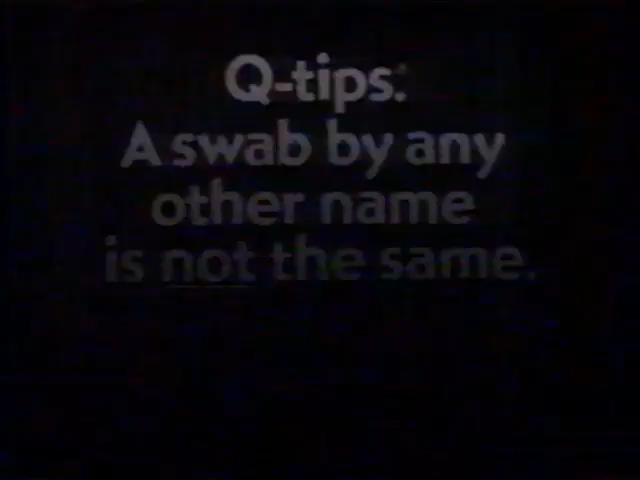 Q-tips:
A swab by any
other name
is not the same.